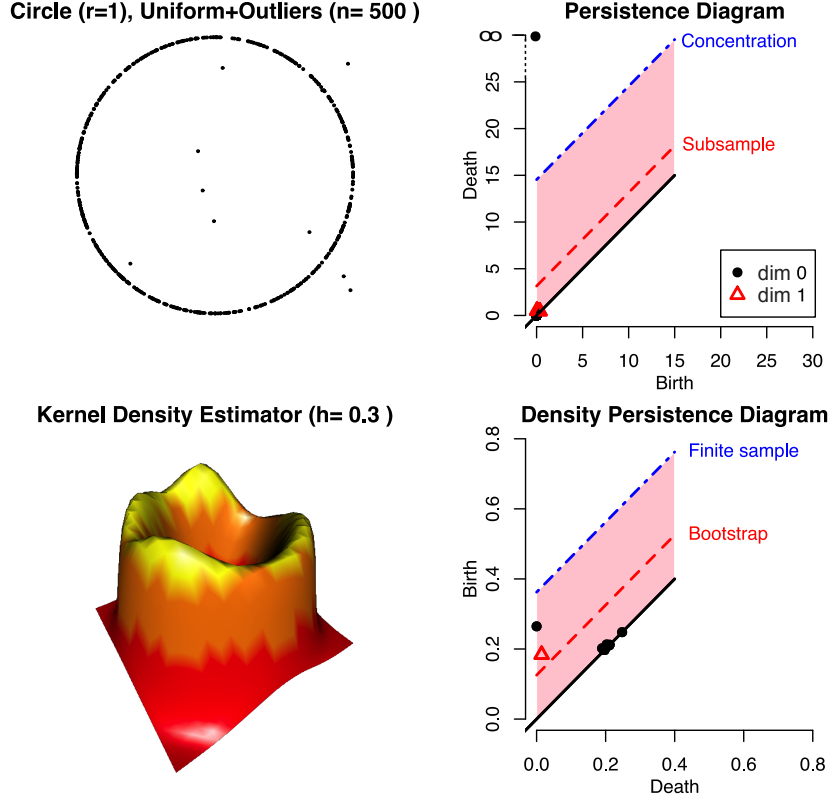 Circle (r=1), Uniform+Outliers (n= 500 )
Persistence Diagram
∞
25
20
15
10
5
0
Death
Concentration
Subsample
dim 0
dim 1
0 5 10 15 20 25 30
Birth
Kernel Density Estimator (h= 0.3 )
Density Persistence Diagram
0.8
0.6
0.4
0.2
0.0
Birth
Finite sample
Bootstrap
0.0 0.2 0.4 0.6 0.8
Death